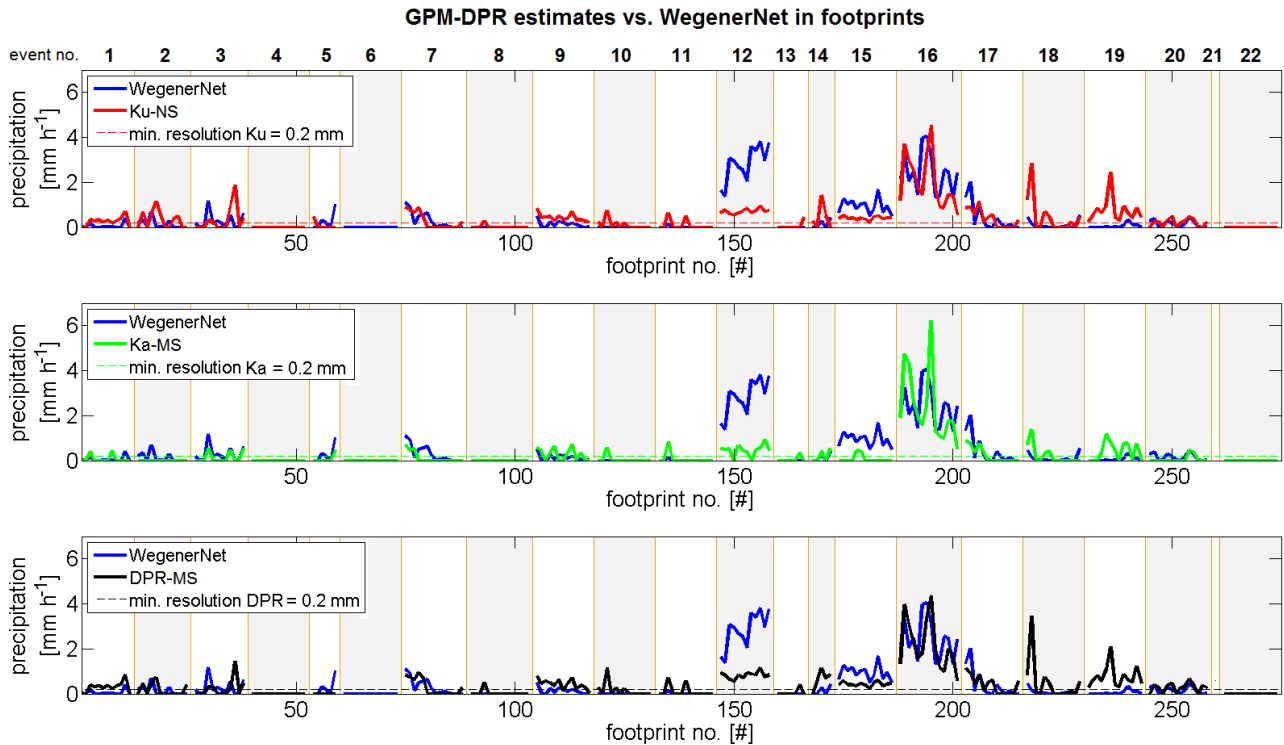 GPM-DPR estimates vs. WegenerNet in footprints
event no. 1 2 3 4 5 6 7 8 9 10 11 12 13 14 15 16 17 18 19 20 21 22
WegenerNet
Ku-NS
min. resolution Ku = 0.2 mm
precipitation
[mm h⁻¹]
6
4
2
0
50 100 150 200 250
footprint no. [#]
WegenerNet
Ka-MS
min. resolution Ka = 0.2 mm
precipitation
[mm h⁻¹]
6
4
2
0
50 100 150 200 250
footprint no. [#]
WegenerNet
DPR-MS
min. resolution DPR = 0.2 mm
precipitation
[mm h⁻¹]
6
4
2
0
50 100 150 200 250
footprint no. [#]